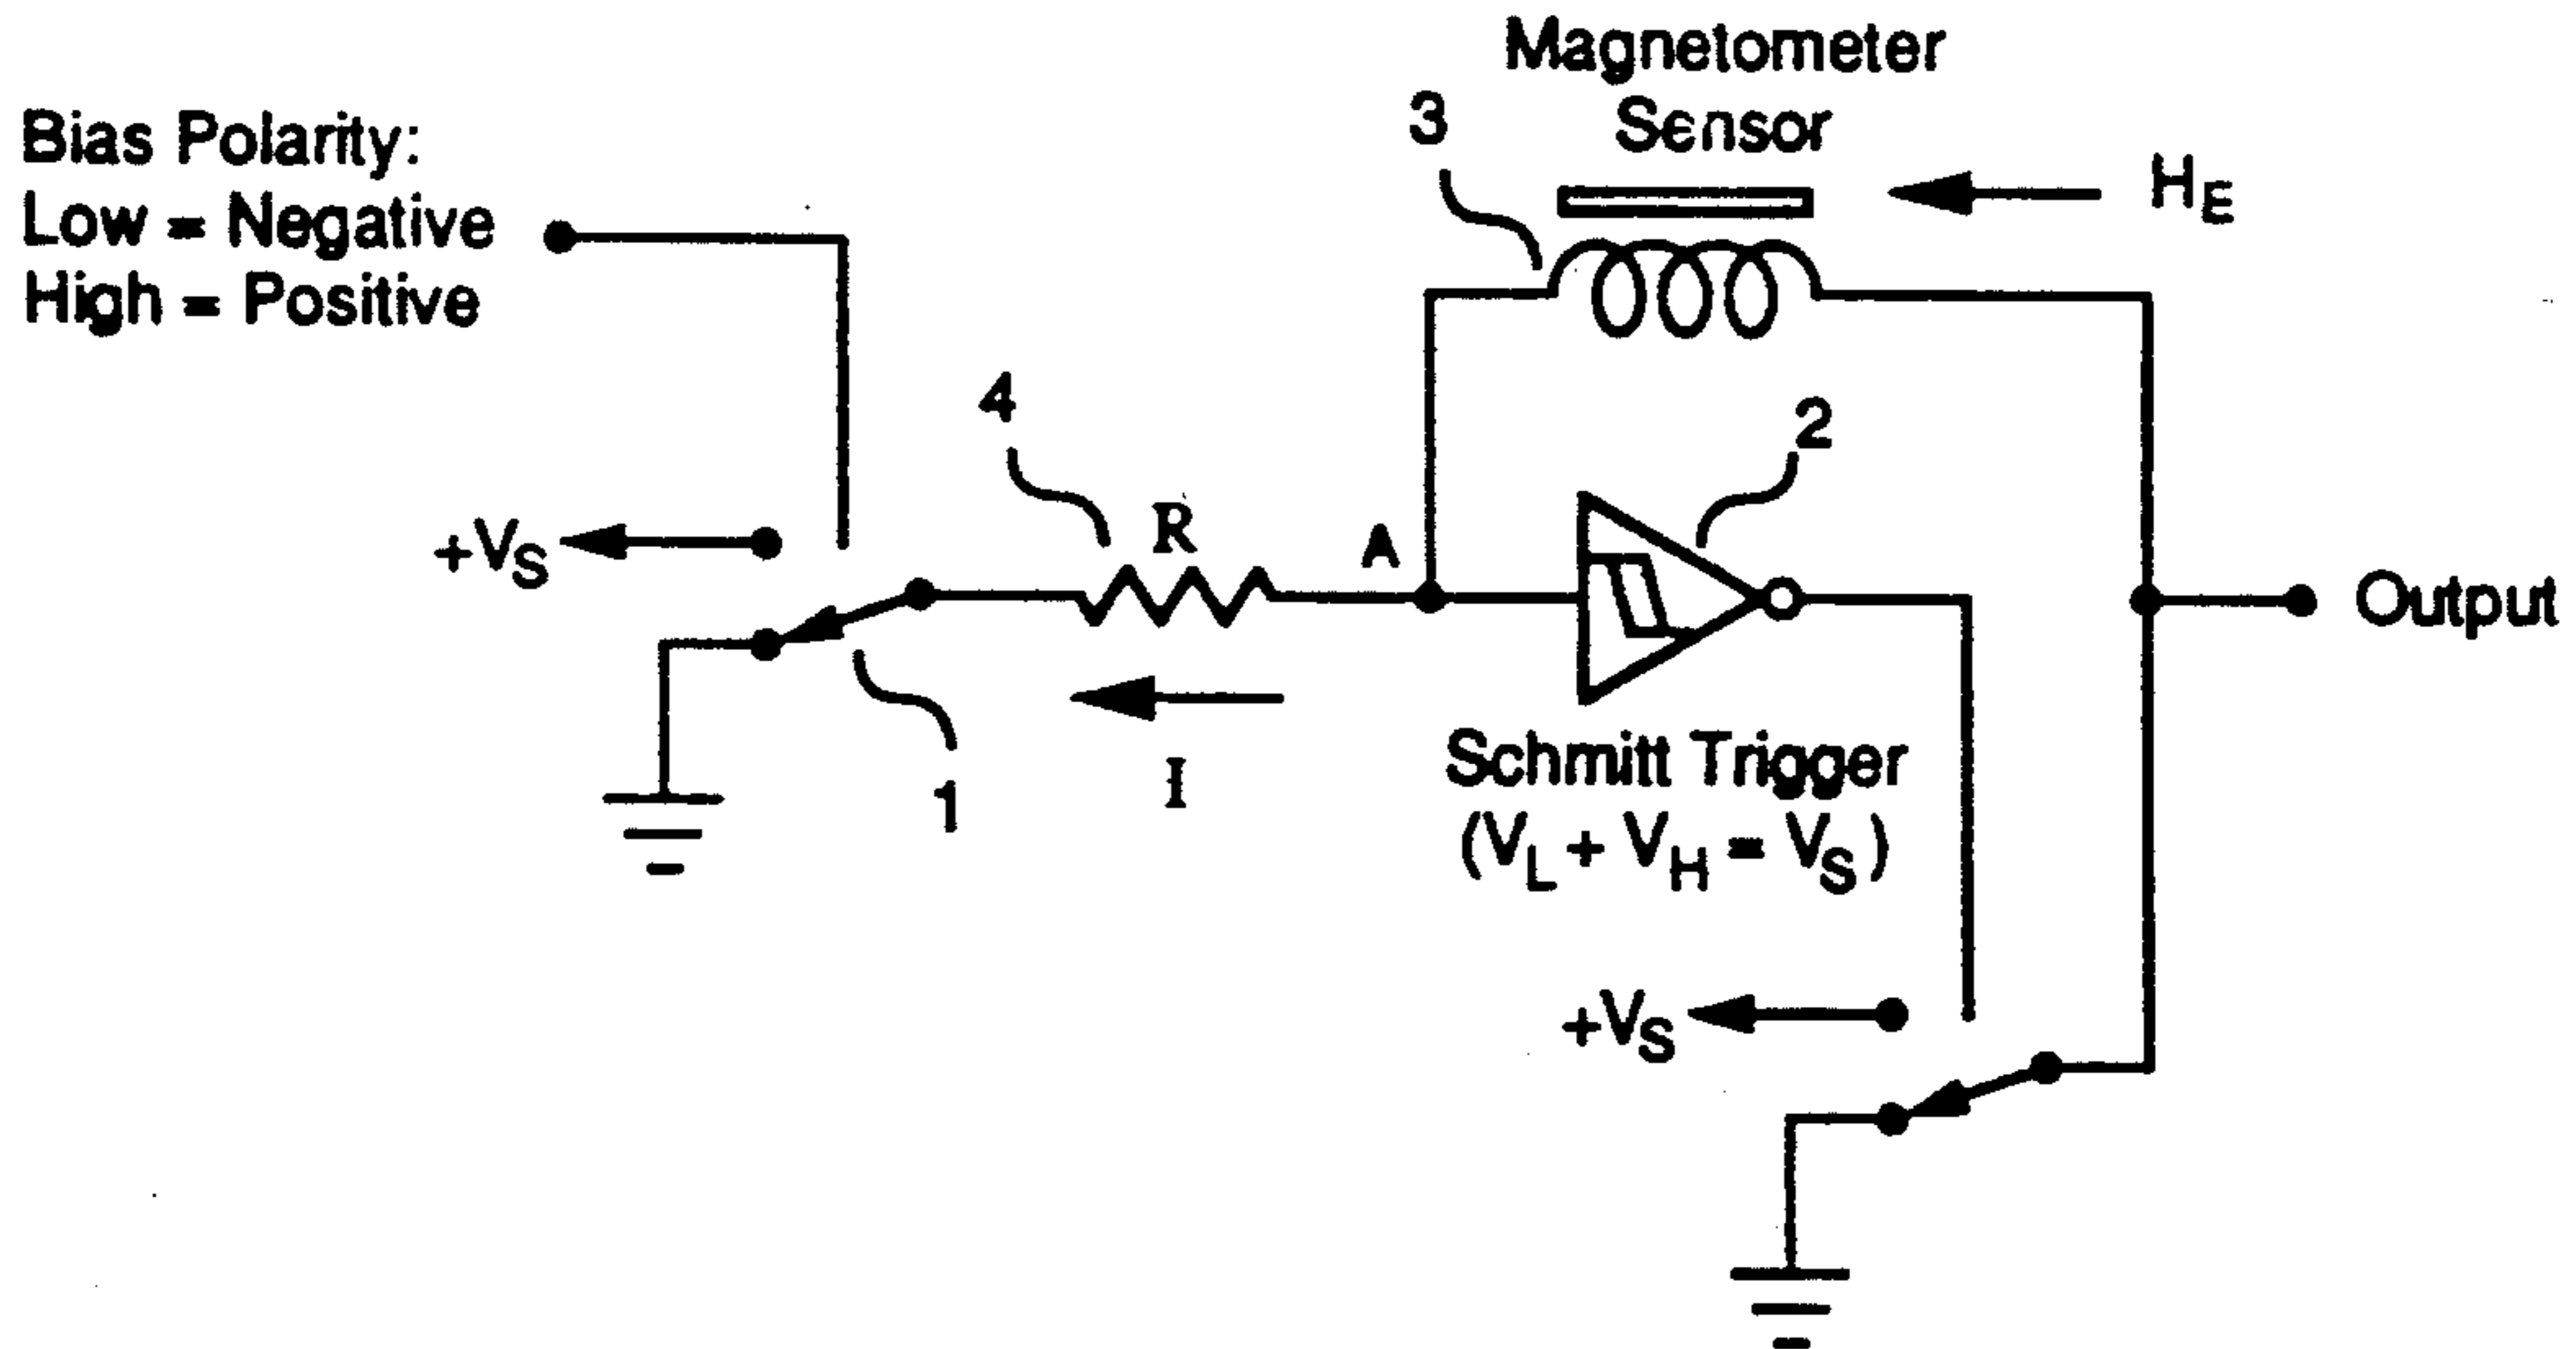 Magnetometer
Sensor
3
H_E
Bias Polarity:
Low = Negative
High = Positive
4
2
+V_S
R
A
Output
1
I
Schmitt Trigger
(V_L + V_H = V_S)
+V_S